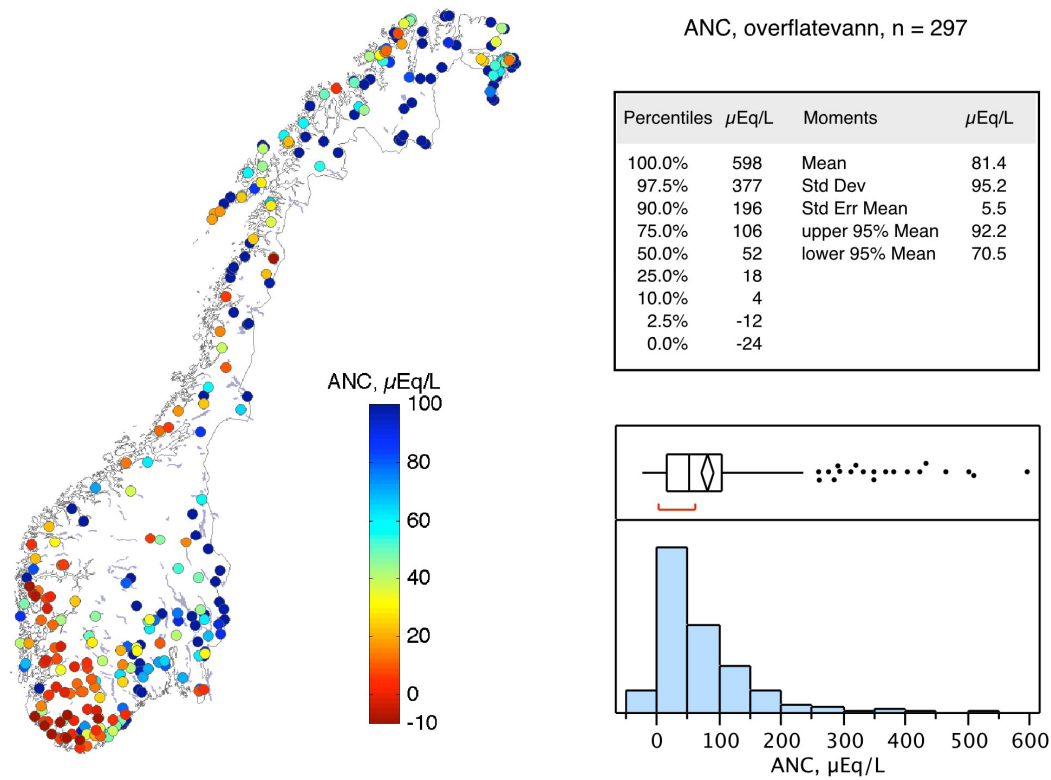 ANC, overflatevann, n = 297
Percentiles µEq/L Moments µEq/L
100.0% 598 Mean 81.4
97.5% 377 Std Dev 95.2
90.0% 196 Std Err Mean 5.5
75.0% 106 upper 95% Mean 92.2
50.0% 52 lower 95% Mean 70.5
25.0% 18
10.0% 4
2.5% -12
0.0% -24
ANC, µEq/L
100
80
60
40
20
0
-10
0 100 200 300 400 500 600
ANC, µEq/L